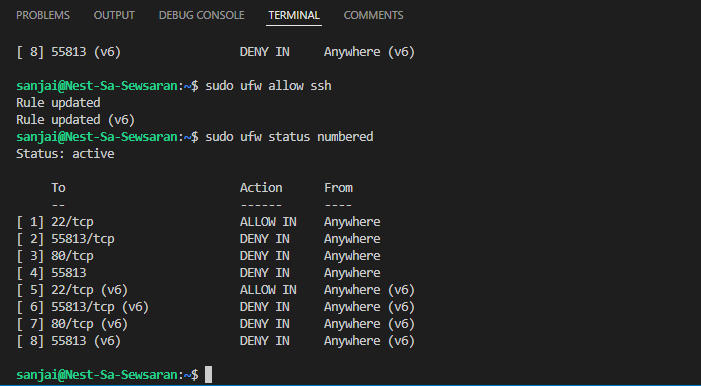 PROBLEMS OUTPUT DEBUG CONSOLE TERMINAL COMMENTS
[ 8] 55813 (v6) DENY IN Anywhere (v6)
sanjai@Nest-Sa-Sewsaran:~$ sudo ufw allow ssh
Rule updated
Rule updated (v6)
sanjai@Nest-Sa-Sewsaran:~$ sudo ufw status numbered
Status: active
To Action From
-- ------ ----
[ 1] 22/tcp ALLOW IN Anywhere
[ 2] 55813/tcp DENY IN Anywhere
[ 3] 80/tcp DENY IN Anywhere
[ 4] 55813 DENY IN Anywhere
[ 5] 22/tcp (v6) ALLOW IN Anywhere (v6)
[ 6] 55813/tcp (v6) DENY IN Anywhere (v6)
[ 7] 80/tcp (v6) DENY IN Anywhere (v6)
[ 8] 55813 (v6) DENY IN Anywhere (v6)
sanjai@Nest-Sa-Sewsaran:~$